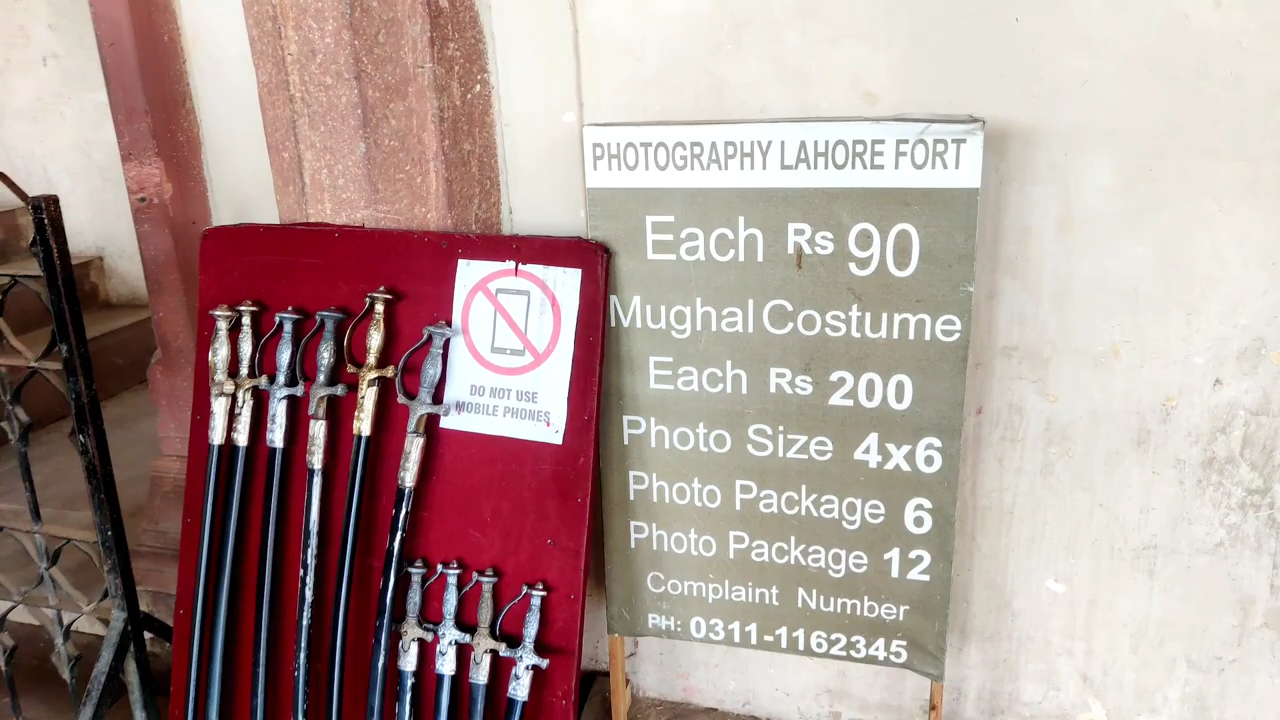 DO NOT USE
MOBILE PHONES
PHOTOGRAPHY LAHORE FORT
Each Rs 90
Mughal Costume
Each Rs 200
Photo Size 4x6
Photo Package 6
Photo Package 12
Complaint Number
PH: 0311-1162345